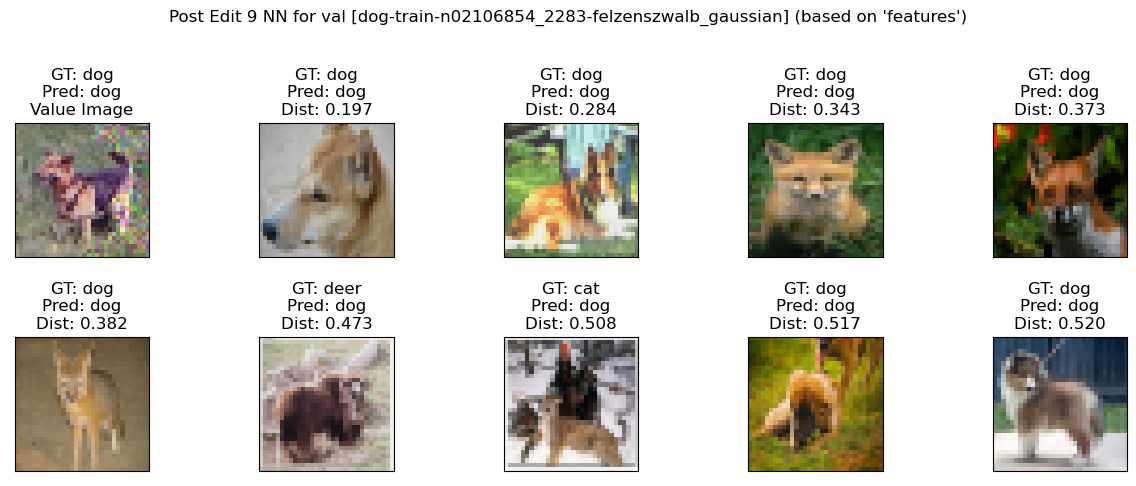 Post Edit 9 NN for val [dog-train-n02106854_2283-felzenszwalb_gaussian] (based on 'features')
GT: dog
Pred: dog
Value Image
GT: dog
Pred: dog
Dist: 0.197
GT: dog
Pred: dog
Dist: 0.284
GT: dog
Pred: dog
Dist: 0.343
GT: dog
Pred: dog
Dist: 0.373
GT: dog
Pred: dog
Dist: 0.382
GT: deer
Pred: dog
Dist: 0.473
GT: cat
Pred: dog
Dist: 0.508
GT: dog
Pred: dog
Dist: 0.517
GT: dog
Pred: dog
Dist: 0.520